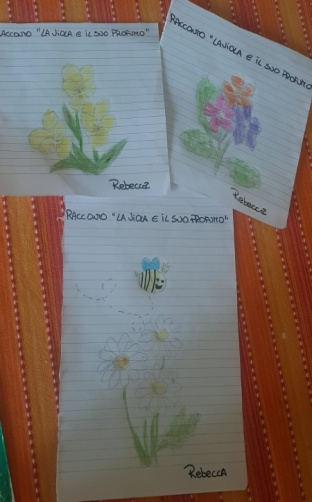 RACCONTO "LA VIOLA E IL SUO PROFUMO"
Rebecca
RACCONTO "LA VIOLA E IL SUO PROFUMO
Rebecca
RACCONTO "LA VIOLA E IL SUO PROFUMO"
Rebecca